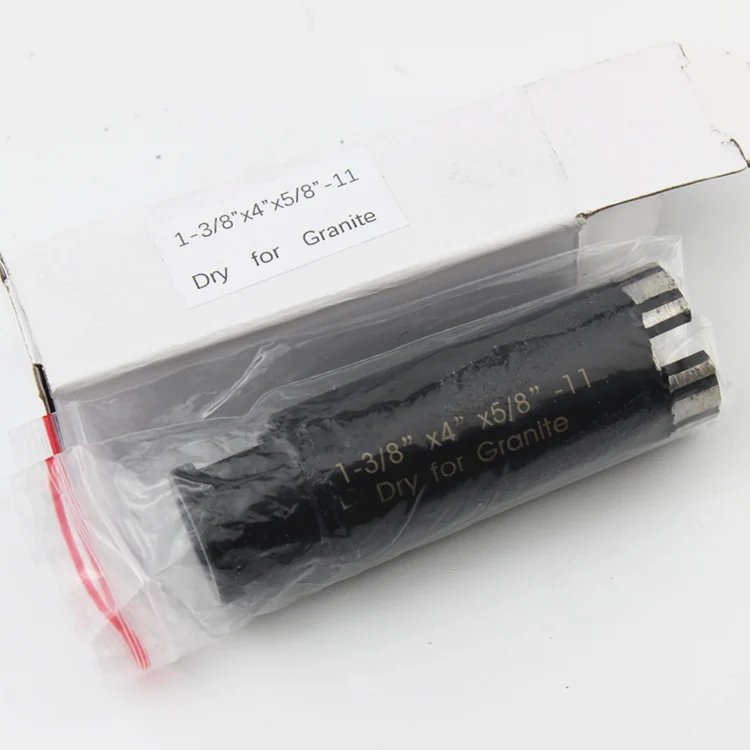 1-3/8”x4”x5/8”-11
Dry for Granite
1-3/8” x4” x5/8” -11
Dry for Granite